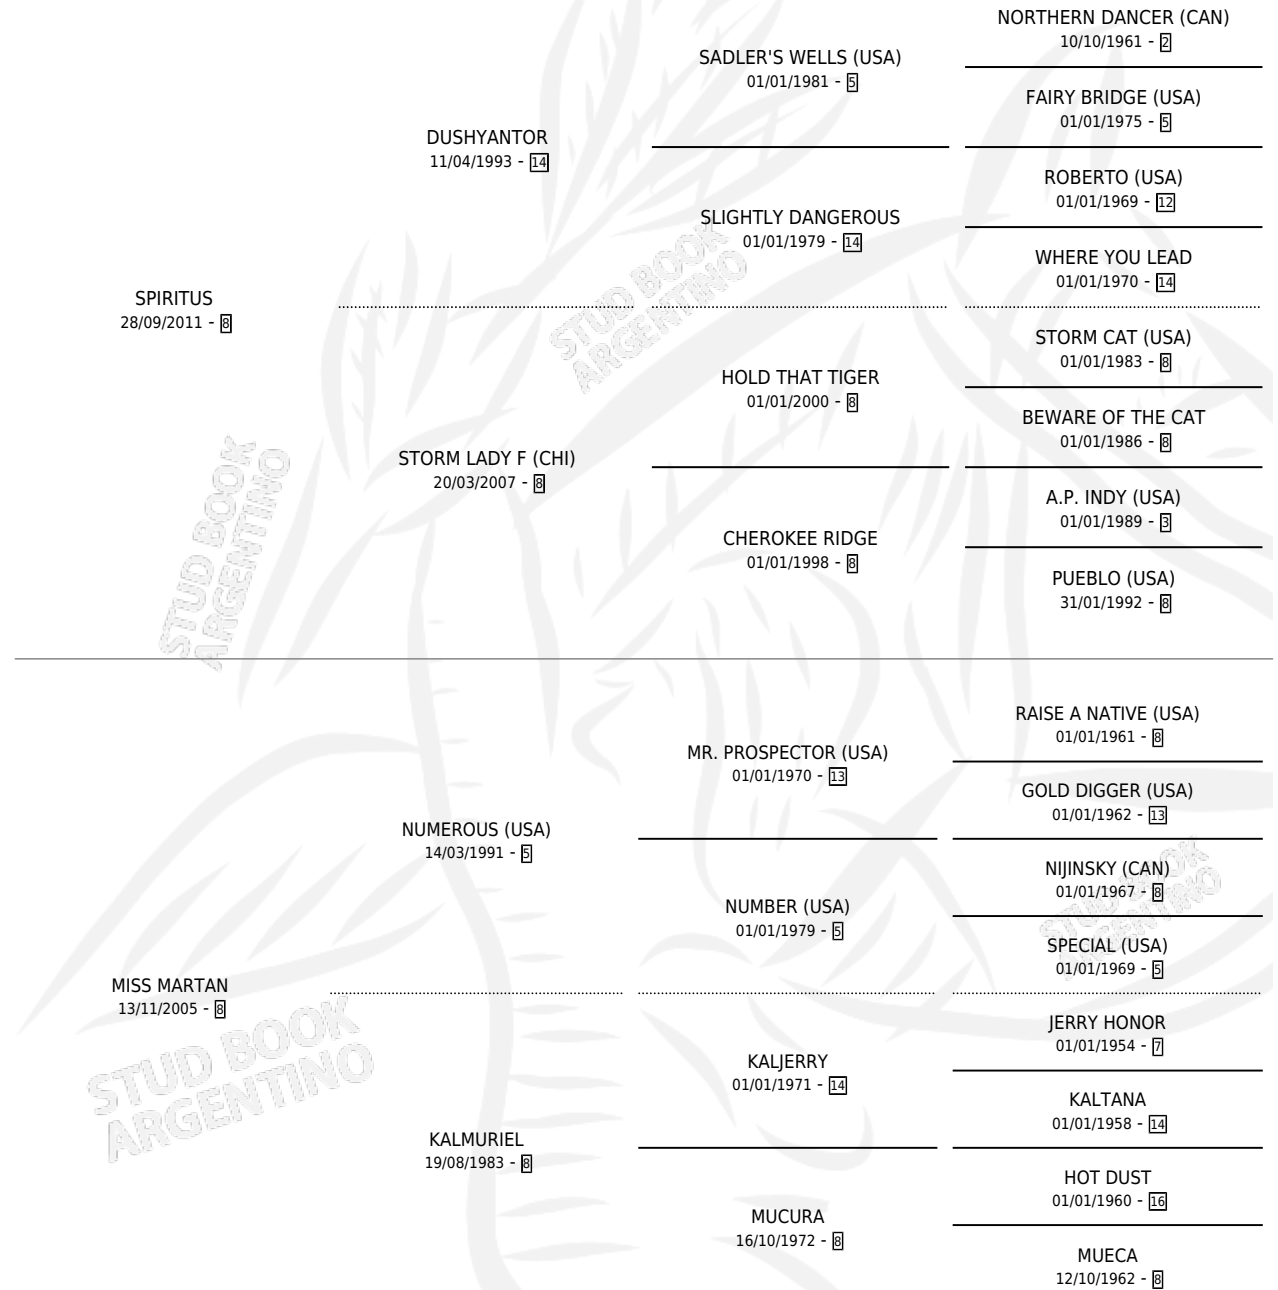 NORTHERN DANCER (CAN)
10/10/1961 - 2
SADLER'S WELLS (USA)
01/01/1981 - 5
FAIRY BRIDGE (USA)
01/01/1975 - 5
DUSHYANTOR
11/04/1993 - 14
ROBERTO (USA)
01/01/1969 - 12
SLIGHTLY DANGEROUS
01/01/1979 - 14
WHERE YOU LEAD
01/01/1970 - 14
SPIRITUS
28/09/2011 - 8
STORM CAT (USA)
01/01/1983 - 8
HOLD THAT TIGER
01/01/2000 - 8
BEWARE OF THE CAT
01/01/1986 - 8
STORM LADY F (CHI)
20/03/2007 - 8
A.P. INDY (USA)
01/01/1989 - 3
CHEROKEE RIDGE
01/01/1998 - 8
PUEBLO (USA)
31/01/1992 - 8
RAISE A NATIVE (USA)
01/01/1961 - 8
MR. PROSPECTOR (USA)
01/01/1970 - 13
GOLD DIGGER (USA)
01/01/1962 - 13
NUMEROUS (USA)
14/03/1991 - 5
NIJINSKY (CAN)
01/01/1967 - 8
NUMBER (USA)
01/01/1979 - 5
SPECIAL (USA)
01/01/1969 - 5
MISS MARTAN
13/11/2005 - 8
JERRY HONOR
01/01/1954 - 7
KALJERRY
01/01/1971 - 14
KALTANA
01/01/1958 - 14
KALMURIEL
19/08/1983 - 8
HOT DUST
01/01/1960 - 16
MUCURA
16/10/1972 - 8
MUECA
12/10/1962 - 8
STUD BOOK
ARGENTINO
STUD BOOK
ARGENTINO
STUD BOOK
ARGENTINO
STUD BOOK
ARGENTINO